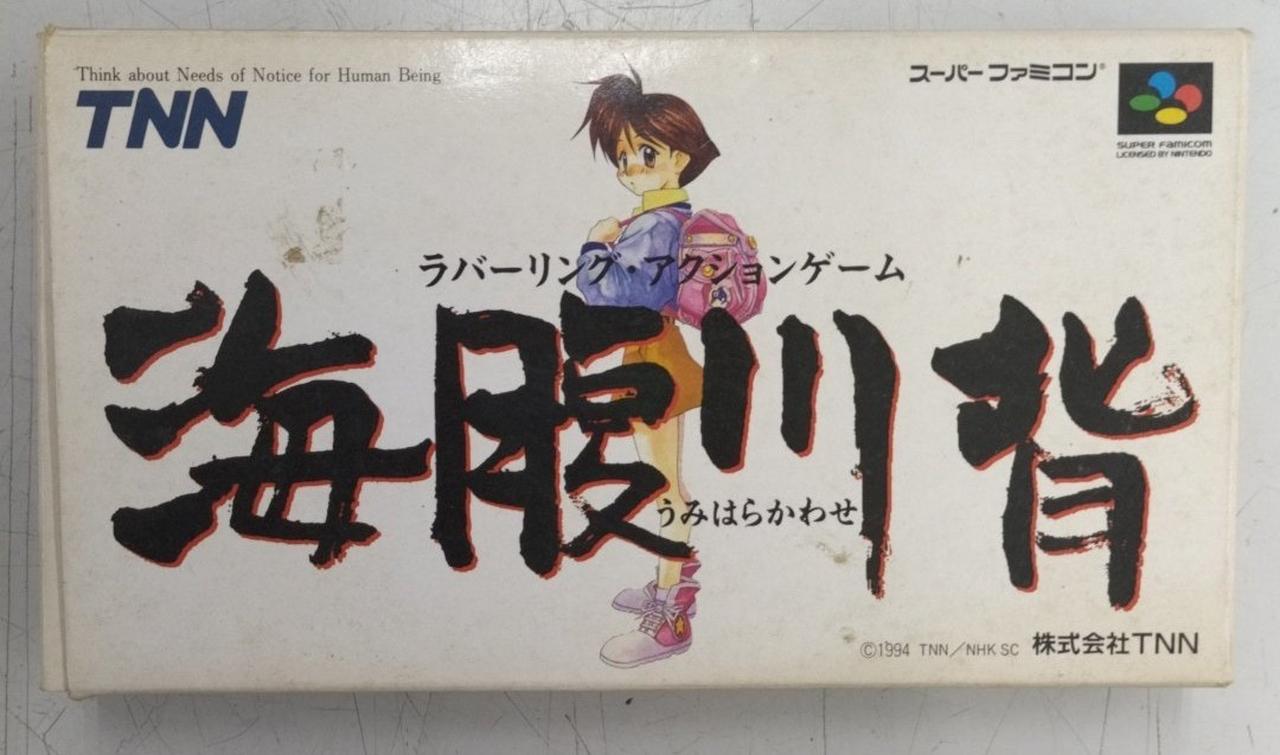 Think about Needs of Notice for Human Being
TNN
スーパーファミコン®
SUPER FAMICOM
LICENSED BY NINTENDO
ラバーリング・アクションゲーム
海腹川背
うみはらかわせ
©1994 TNN/NHK SC 株式会社TNN